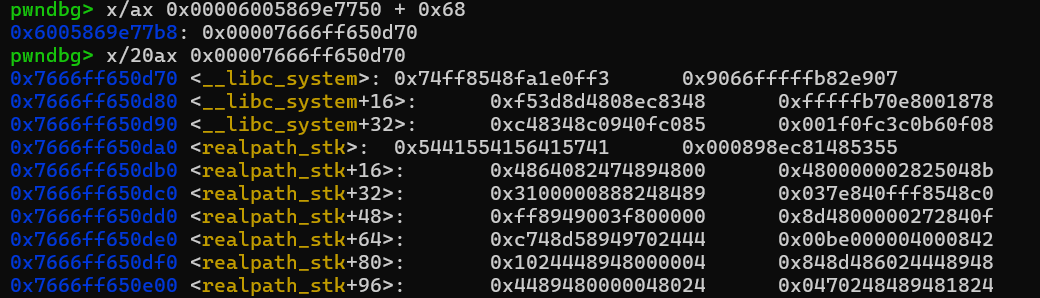 pwndbg> x/ax 0x00006005869e7750 + 0x68
0x6005869e77b8: 0x00007666ff650d70
pwndbg> x/20ax 0x00007666ff650d70
0x7666ff650d70 <__libc_system>: 0x74ff8548fa1e0ff3 0x9066fffffb82e907
0x7666ff650d80 <__libc_system+16>: 0xf53d8d4808ec8348 0xfffffb70e8001878
0x7666ff650d90 <__libc_system+32>: 0xc48348c0940fc085 0x001f0fc3c0b60f08
0x7666ff650da0 <realpath_stk>: 0x5441554156415741 0x000898ec81485355
0x7666ff650db0 <realpath_stk+16>: 0x4864082474894800 0x480000002825048b
0x7666ff650dc0 <realpath_stk+32>: 0x3100000888248489 0x037e840fff8548c0
0x7666ff650dd0 <realpath_stk+48>: 0xff8949003f800000 0x8d4800000272840f
0x7666ff650de0 <realpath_stk+64>: 0xc748d58949702444 0x00be000004000842
0x7666ff650df0 <realpath_stk+80>: 0x1024448948000004 0x848d486024448948
0x7666ff650e00 <realpath_stk+96>: 0x4489480000048024 0x0470248489481824